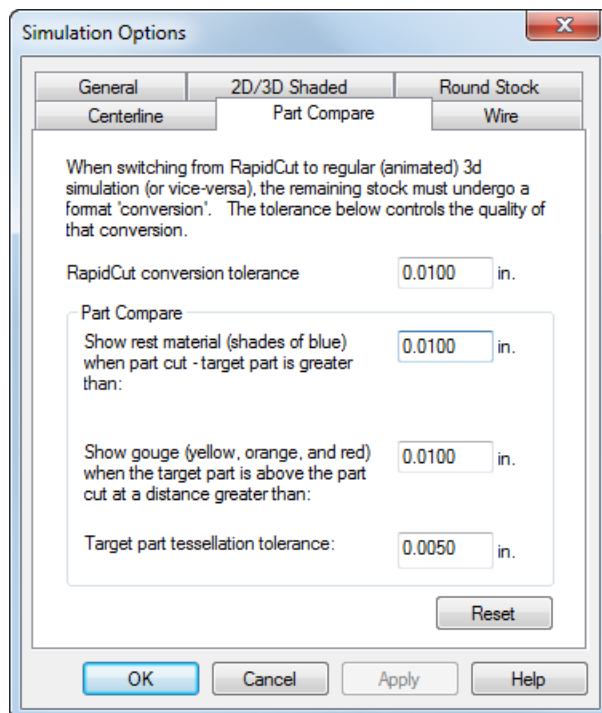 Simulation Options
General 2D/3D Shaded Round Stock
Centerline Part Compare Wire
When switching from RapidCut to regular (animated) 3d
simulation (or vice-versa), the remaining stock must undergo a
format 'conversion'.  The tolerance below controls the quality of
that conversion.
RapidCut conversion tolerance 0.0100 in.
Part Compare
Show rest material (shades of blue)
when part cut - target part is greater
than:
0.0100 in.
Show gouge (yellow, orange, and red)
when the target part is above the part
cut at a distance greater than:
0.0100 in.
Target part tessellation tolerance: 0.0050 in.
Reset
OK Cancel Apply Help